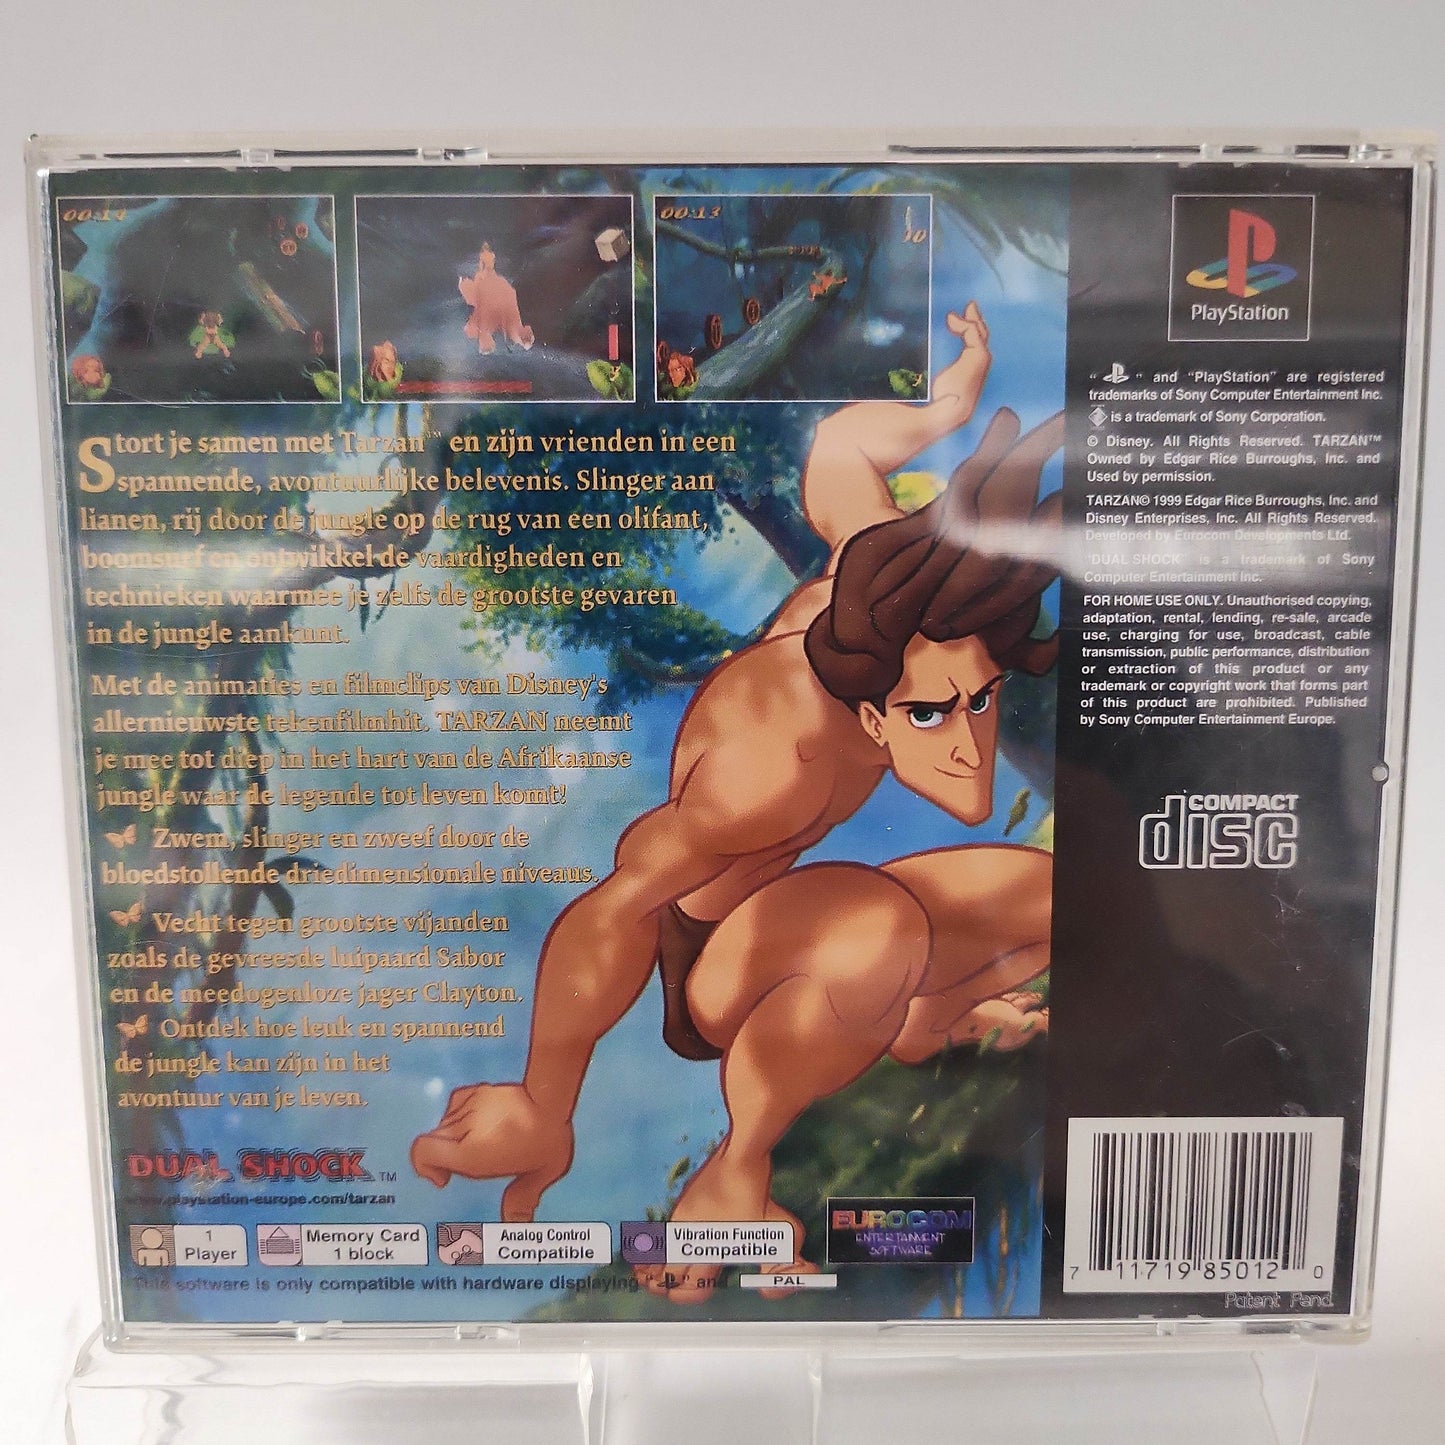 00:14
00:13
10
3
3
Stort je samen met Tarzan™ en zijn vrienden in een
spannende, avontuurlijke belevenis. Slinger aan
lianen, rij door de jungle op de rug van een olifant,
boomsurf en ontwikkel de vaardigheden en
technieken waarmee je zelfs de grootste gevaren
in de jungle aankunt.
Met de animaties en filmclips van Disney's
allernieuwste tekenfilmhit. TARZAN neemt
je mee tot diep in het hart van de Afrikaanse
jungle waar de legende tot leven komt!
Zwem, slinger en zweef door de
bloedstollende driedimensionale niveaus.
Vecht tegen grootste vijanden
zoals de gevreesde luipaard Sabor
en de meedogenloze jager Clayton.
Ontdek hoe leuk en spannend
de jungle kan zijn in het
avontuur van je leven.
DUAL SHOCK™
www.playstation-europe.com/tarzan
1
Player
Memory Card
1 block
Analog Control
Compatible
Vibration Function
Compatible
EUROCOM
ENTERTAINMENT
SOFTWARE
This software is only compatible with hardware displaying " " and PAL
PlayStation
" " and "PlayStation" are registered
trademarks of Sony Computer Entertainment Inc.
is a trademark of Sony Corporation.
© Disney. All Rights Reserved. TARZAN™
Owned by Edgar Rice Burroughs, Inc. and
Used by permission.
TARZAN© 1999 Edgar Rice Burroughs, Inc. and
Disney Enterprises, Inc. All Rights Reserved.
Developed by Eurocom Developments Ltd.
"DUAL SHOCK" is a trademark of Sony
Computer Entertainment Inc.
FOR HOME USE ONLY. Unauthorised copying,
adaptation, rental, lending, re-sale, arcade
use, charging for use, broadcast, cable
transmission, public performance, distribution
or extraction of this product or any
trademark or copyright work that forms part
of this product are prohibited. Published
by Sony Computer Entertainment Europe.
COMPACT
disc
7 11719 85012 0
Patent Pend.